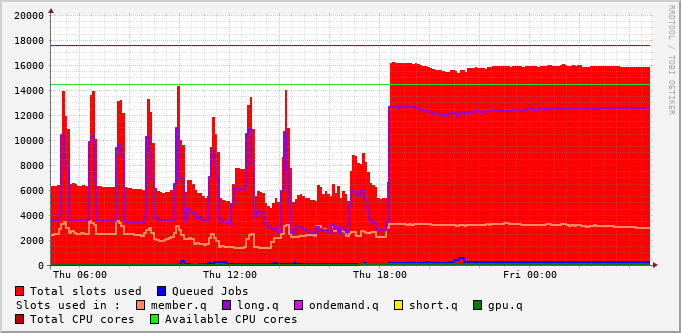 20000
18000
16000
14000
12000
10000
8000
6000
4000
2000
0
Thu 06:00 Thu 12:00 Thu 18:00 Fri 00:00
RRDTOOL / TOBI OETIKER
Total slots used Queued Jobs
Slots used in : member.q long.q ondemand.q short.q gpu.q
Total CPU cores Available CPU cores